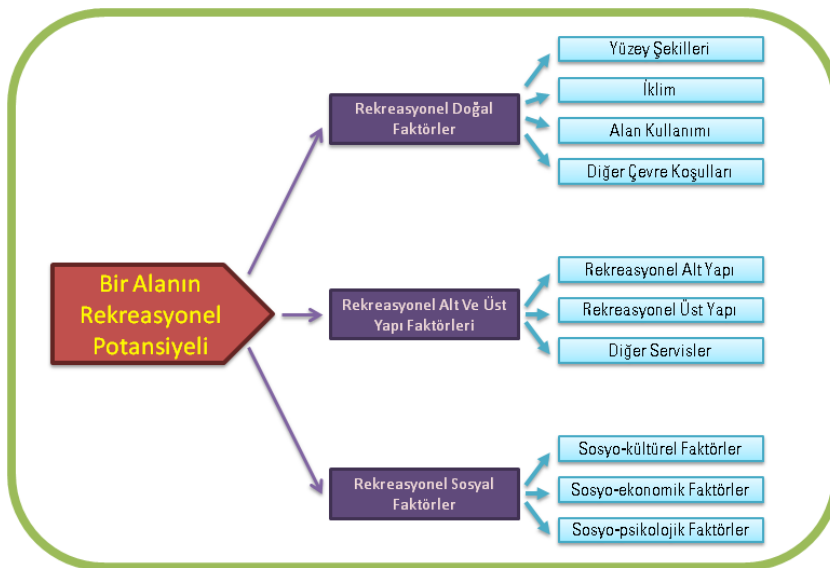 Bir Alanın
Rekreasyonel
Potansiyeli
Rekreasyonel Doğal
Faktörler
Yüzey Şekilleri
İklim
Alan Kullanımı
Diğer Çevre Koşulları
Rekreasyonel Alt Ve Üst
Yapı Faktörleri
Rekreasyonel Alt Yapı
Rekreasyonel Üst Yapı
Diğer Servisler
Rekreasyonel Sosyal
Faktörler
Sosyo-kültürel Faktörler
Sosyo-ekonomik Faktörler
Sosyo-psikolojik Faktörler